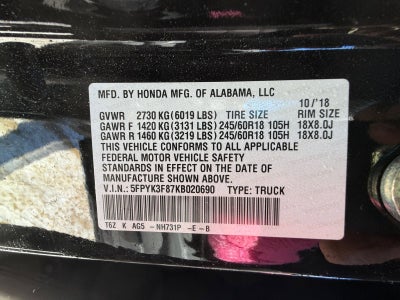 MFD. BY HONDA MFG. OF ALABAMA, LLC
10/'18
GVWR 2730 KG (6019 LBS) TIRE SIZE RIM SIZE
GAWR F 1420 KG (3131 LBS) 245/60R18 105H 18X8.0J
GAWR R 1460 KG (3219 LBS) 245/60R18 105H 18X8.0J
THIS VEHICLE CONFORMS TO ALL APPLICABLE
FEDERAL MOTOR VEHICLE SAFETY
STANDARDS IN EFFECT ON THE DATE OF
MANUFACTURE SHOWN ABOVE.
V.I.N.: 5FPYK3F87KB020690 TYPE: TRUCK
T6Z K AG5 -NH731P -E-B